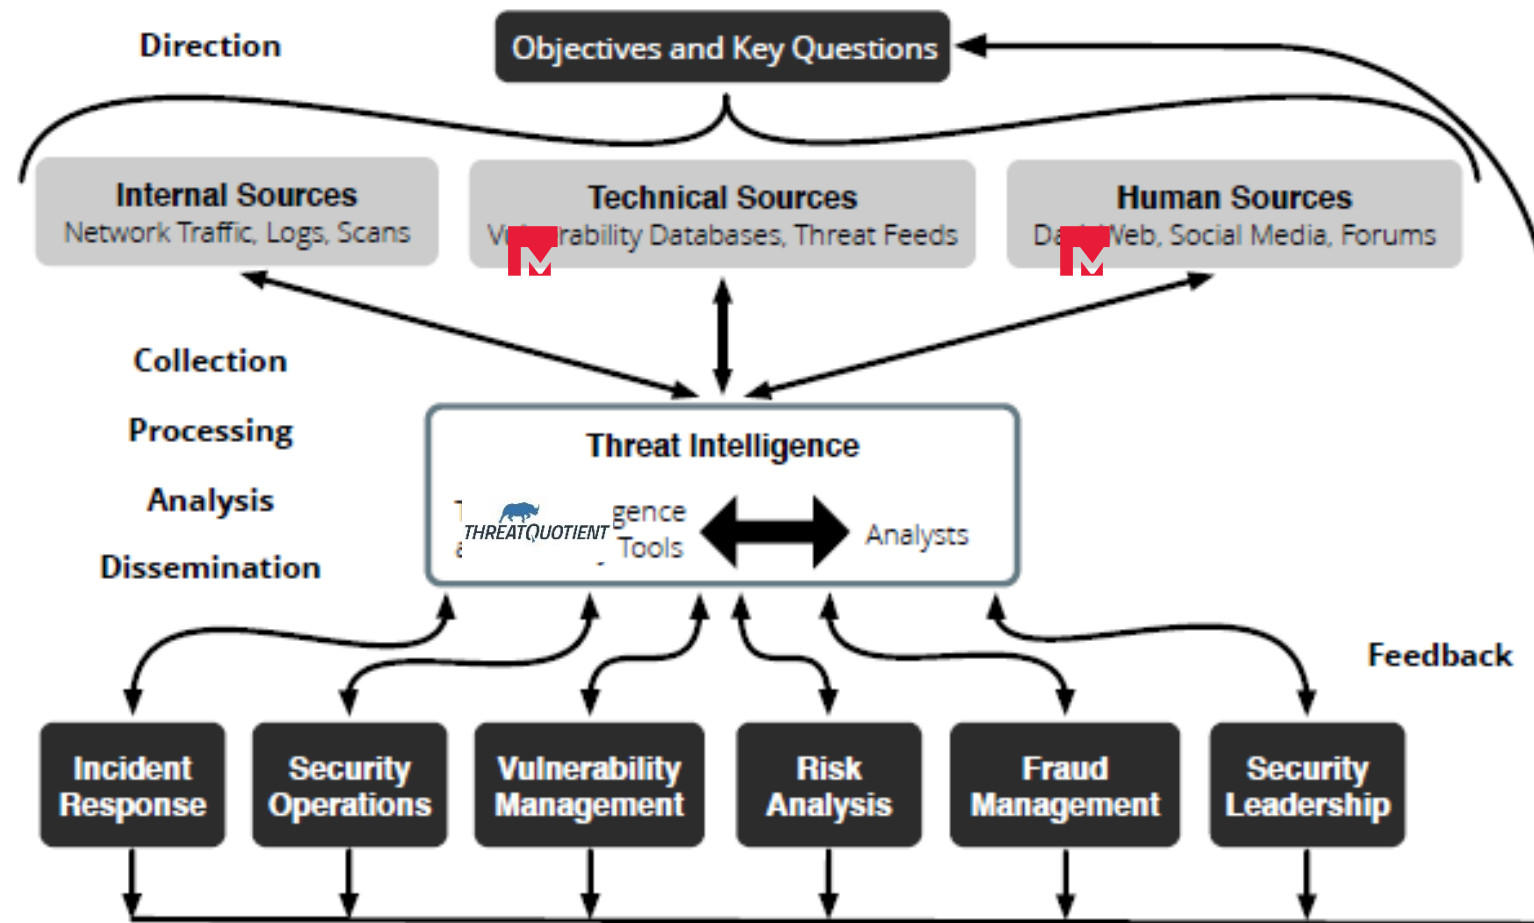 Direction
Objectives and Key Questions
Internal Sources
Network Traffic, Logs, Scans
Technical Sources
Databases, Threat Feeds
Human Sources
Web, Social Media, Forums
Collection
Processing
Analysis
Dissemination
Threat Intelligence
THREATQUOTIENT
Tools
Analysts
Feedback
Incident
Response
Security
Operations
Vulnerability
Management
Risk
Analysis
Fraud
Management
Security
Leadership